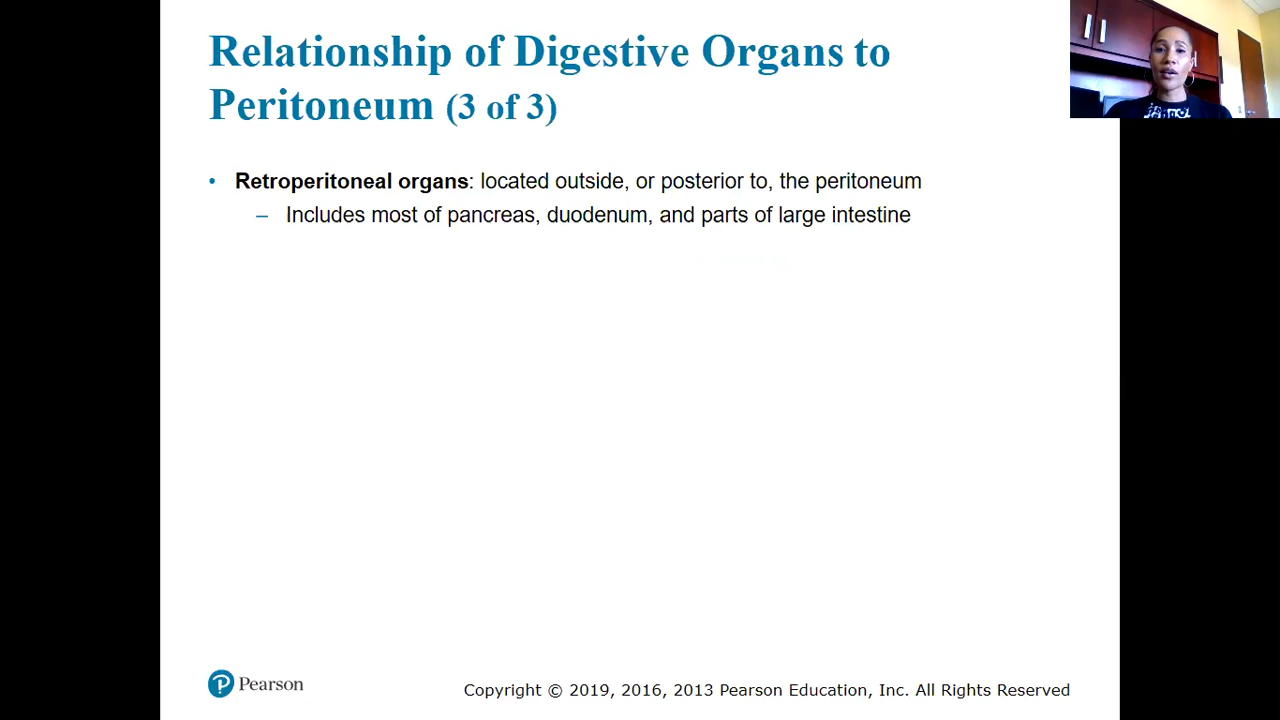 Relationship of Digestive Organs to
Peritoneum (3 of 3)
• Retroperitoneal organs: located outside, or posterior to, the peritoneum
– Includes most of pancreas, duodenum, and parts of large intestine
Pearson
Copyright © 2019, 2016, 2013 Pearson Education, Inc. All Rights Reserved